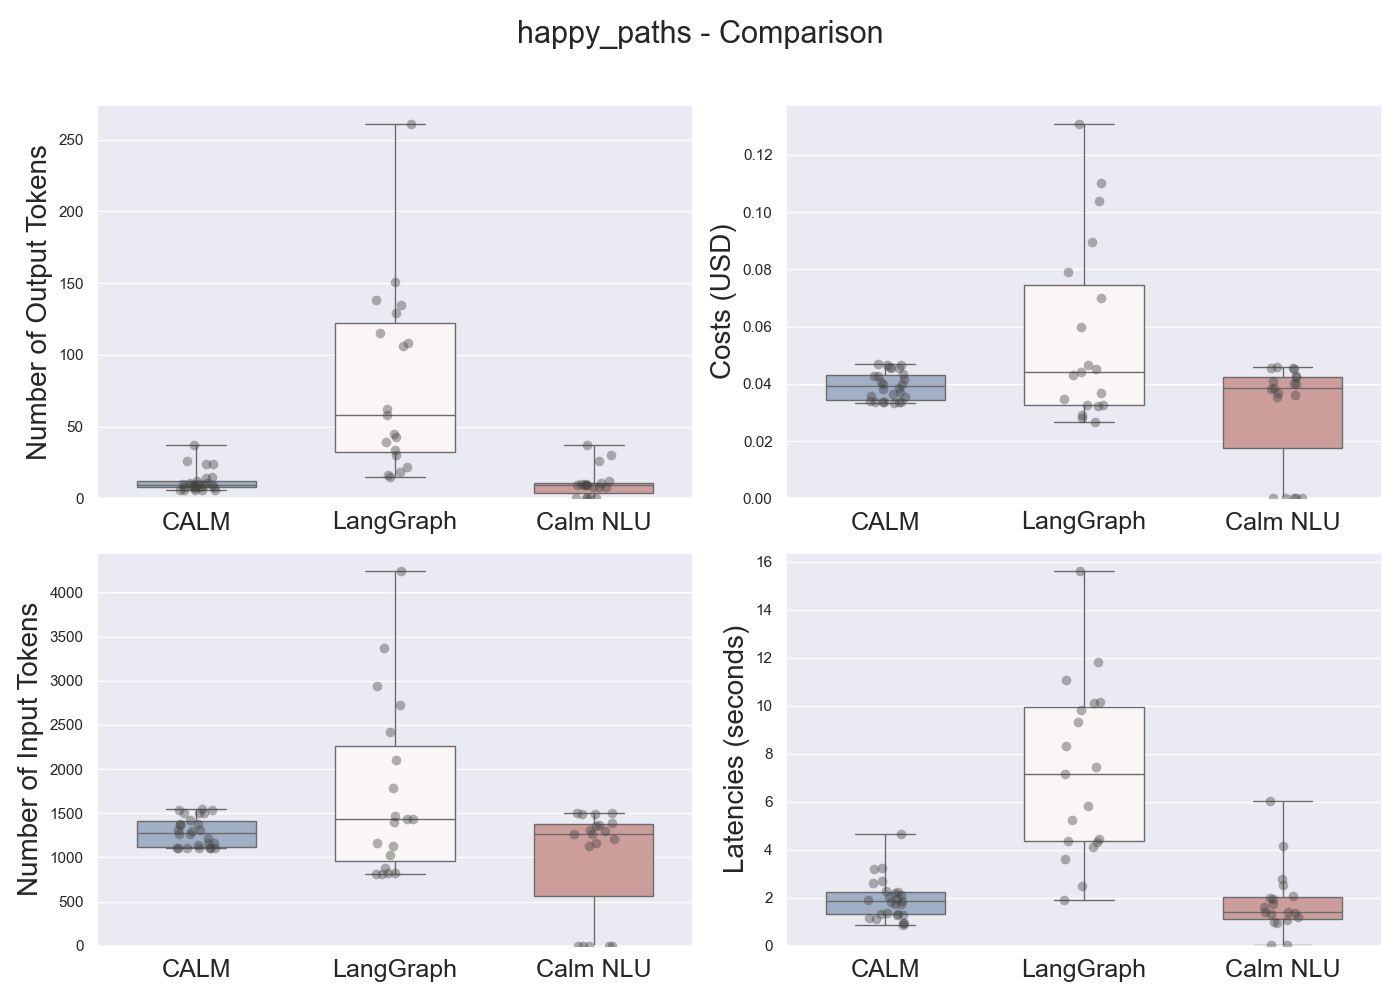 happy_paths - Comparison
Number of Output Tokens
250
200
150
100
50
0
CALM
LangGraph
Calm NLU
Costs (USD)
0.12
0.10
0.08
0.06
0.04
0.02
0.00
CALM
LangGraph
Calm NLU
Number of Input Tokens
4000
3500
3000
2500
2000
1500
1000
500
0
CALM
LangGraph
Calm NLU
Latencies (seconds)
16
14
12
10
8
6
4
2
0
CALM
LangGraph
Calm NLU